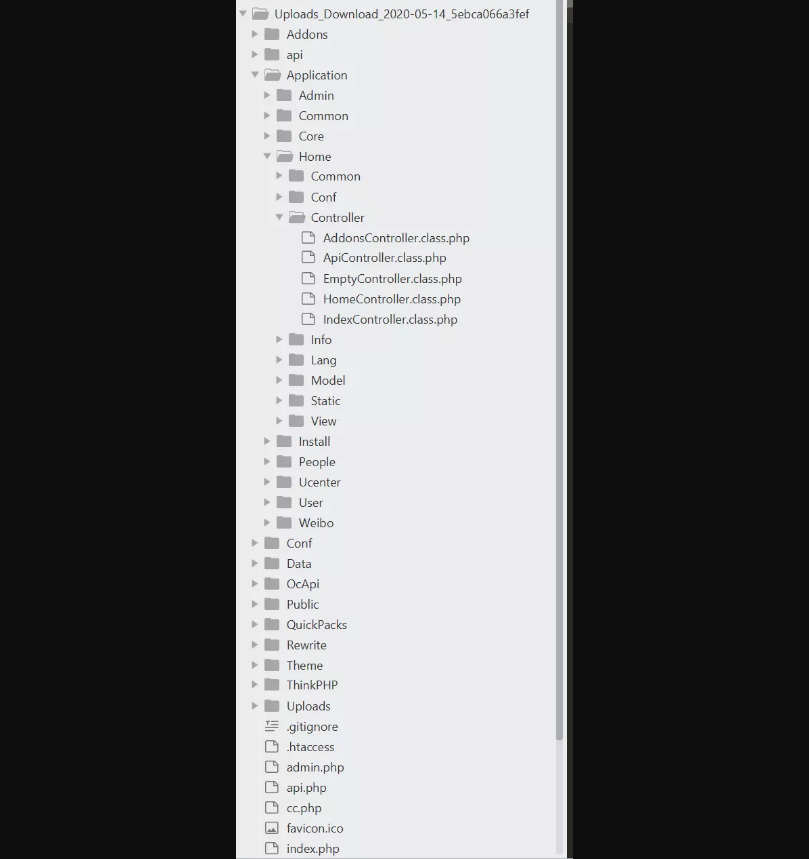 Uploads_Download_2020-05-14_5ebca066a3fef
Addons
api
Application
Admin
Common
Core
Home
Common
Conf
Controller
AddonsController.class.php
ApiController.class.php
EmptyController.class.php
HomeController.class.php
IndexController.class.php
Info
Lang
Model
Static
View
Install
People
Ucenter
User
Weibo
Conf
Data
OcApi
Public
QuickPacks
Rewrite
Theme
ThinkPHP
Uploads
.gitignore
.htaccess
admin.php
api.php
cc.php
favicon.ico
index.php